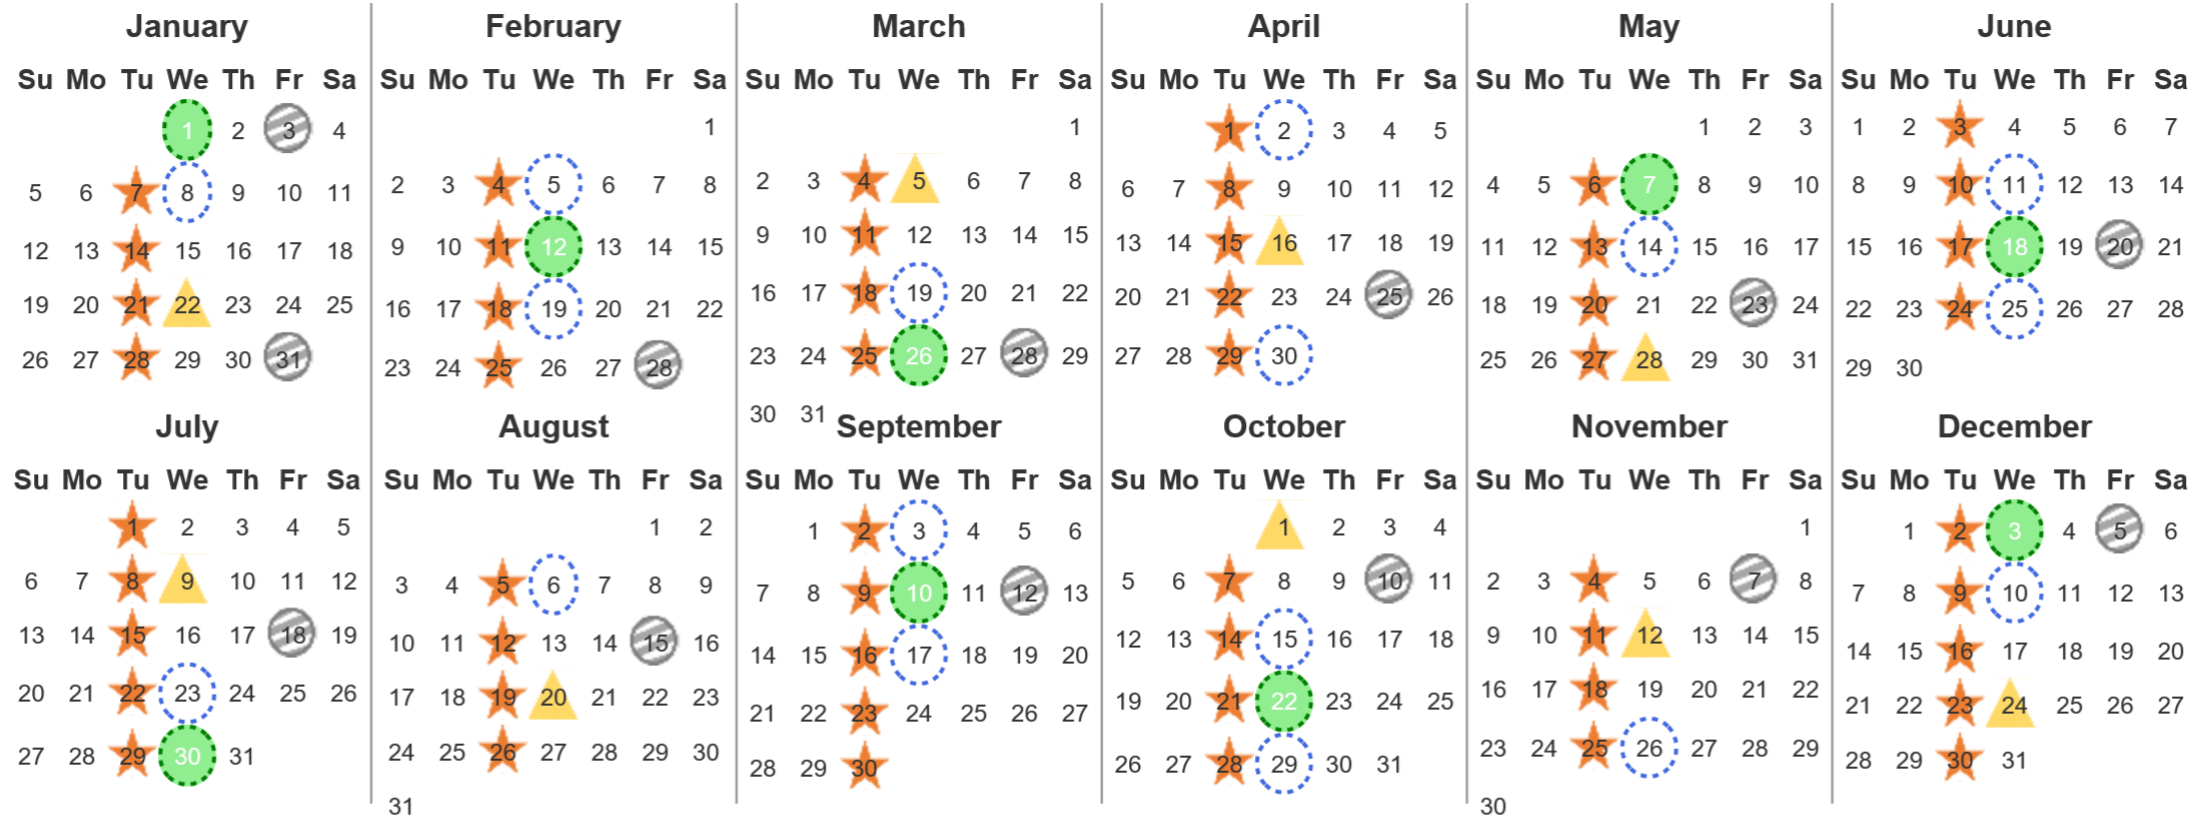 January February March April May June
Su Mo Tu We Th Fr Sa Su Mo Tu We Th Fr Sa Su Mo Tu We Th Fr Sa Su Mo Tu We Th Fr Sa Su Mo Tu We Th Fr Sa Su Mo Tu We Th Fr Sa
1 2 3 4 1 1 1 2 3 4 5 1 2 3 1 2 3 4 5 6 7
5 6 7 8 9 10 11 2 3 4 5 6 7 8 2 3 4 5 6 7 8 6 7 8 9 10 11 12 4 5 6 7 8 9 10 8 9 10 11 12 13 14
12 13 14 15 16 17 18 9 10 11 12 13 14 15 9 10 11 12 13 14 15 13 14 15 16 17 18 19 11 12 13 14 15 16 17 15 16 17 18 19 20 21
19 20 21 22 23 24 25 16 17 18 19 20 21 22 16 17 18 19 20 21 22 20 21 22 23 24 25 26 18 19 20 21 22 23 24 22 23 24 25 26 27 28
26 27 28 29 30 31 23 24 25 26 27 28 23 24 25 26 27 28 29 27 28 29 30 25 26 27 28 29 30 31 29 30
30 31
July August September October November December
Su Mo Tu We Th Fr Sa Su Mo Tu We Th Fr Sa Su Mo Tu We Th Fr Sa Su Mo Tu We Th Fr Sa Su Mo Tu We Th Fr Sa Su Mo Tu We Th Fr Sa
1 2 3 4 5 1 2 1 2 3 4 5 6 1 2 3 4 1 1 2 3 4 5 6
6 7 8 9 10 11 12 3 4 5 6 7 8 9 7 8 9 10 11 12 13 5 6 7 8 9 10 11 2 3 4 5 6 7 8 7 8 9 10 11 12 13
13 14 15 16 17 18 19 10 11 12 13 14 15 16 14 15 16 17 18 19 20 12 13 14 15 16 17 18 9 10 11 12 13 14 15 14 15 16 17 18 19 20
20 21 22 23 24 25 26 17 18 19 20 21 22 23 21 22 23 24 25 26 27 19 20 21 22 23 24 25 16 17 18 19 20 21 22 21 22 23 24 25 26 27
27 28 29 30 31 24 25 26 27 28 29 30 28 29 30 26 27 28 29 30 31 23 24 25 26 27 28 29 28 29 30 31
31 30